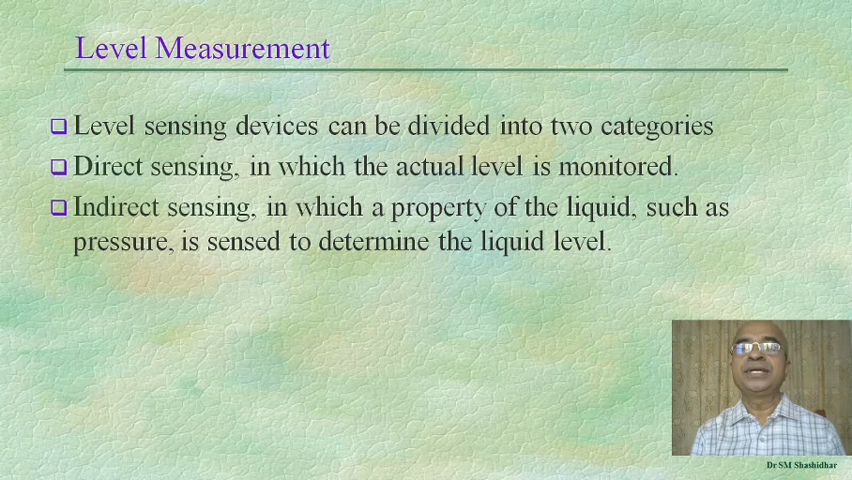 Level Measurement
Level sensing devices can be divided into two categories
Direct sensing, in which the actual level is monitored.
Indirect sensing, in which a property of the liquid, such as
pressure, is sensed to determine the liquid level.
Dr SM Shashidhar